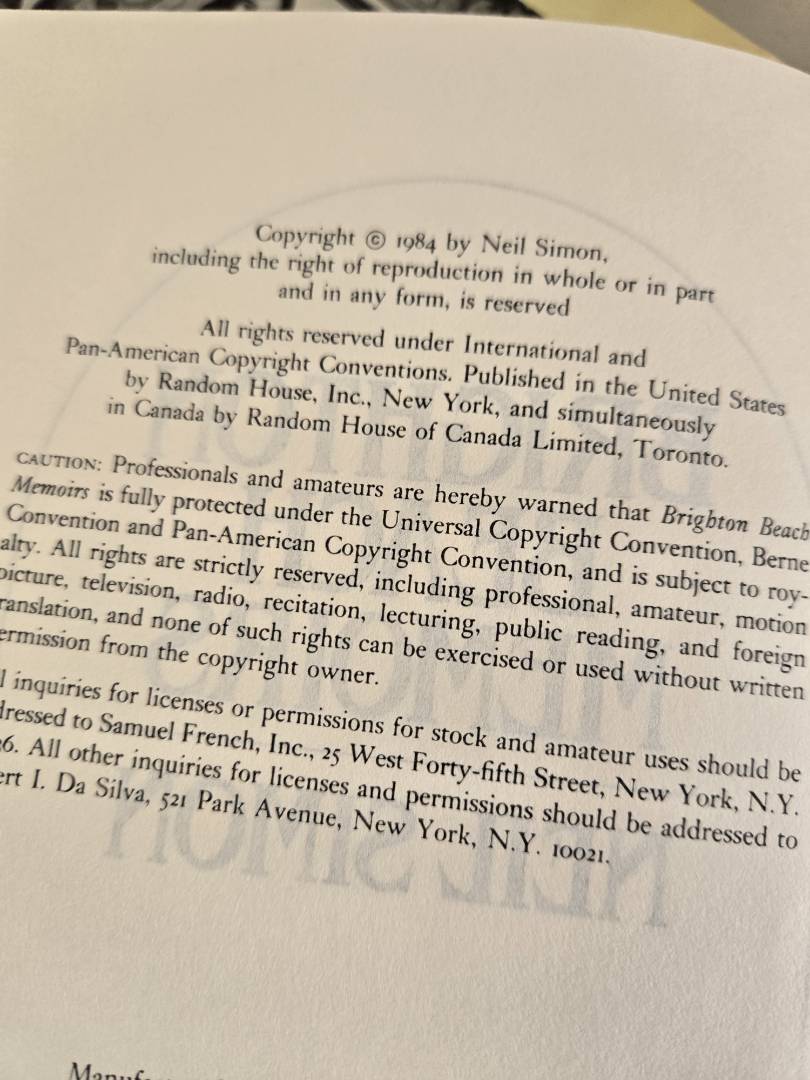 Copyright © 1984 by Neil Simon,
including the right of reproduction in whole or in part
and in any form, is reserved
All rights reserved under International and
Pan-American Copyright Conventions. Published in the United States
by Random House, Inc., New York, and simultaneously
in Canada by Random House of Canada Limited, Toronto.
CAUTION: Professionals and amateurs are hereby warned that Brighton Beach
Memoirs is fully protected under the Universal Copyright Convention, Berne
Convention and Pan-American Copyright Convention, and is subject to roy-
alty. All rights are strictly reserved, including professional, amateur, motion
picture, television, radio, recitation, lecturing, public reading, and foreign
ranslation, and none of such rights can be exercised or used without written
ermission from the copyright owner.
l inquiries for licenses or permissions for stock and amateur uses should be
dressed to Samuel French, Inc., 25 West Forty-fifth Street, New York, N.Y.
6. All other inquiries for licenses and permissions should be addressed to
ert I. Da Silva, 521 Park Avenue, New York, N.Y. 10021.
NEIL SIMON